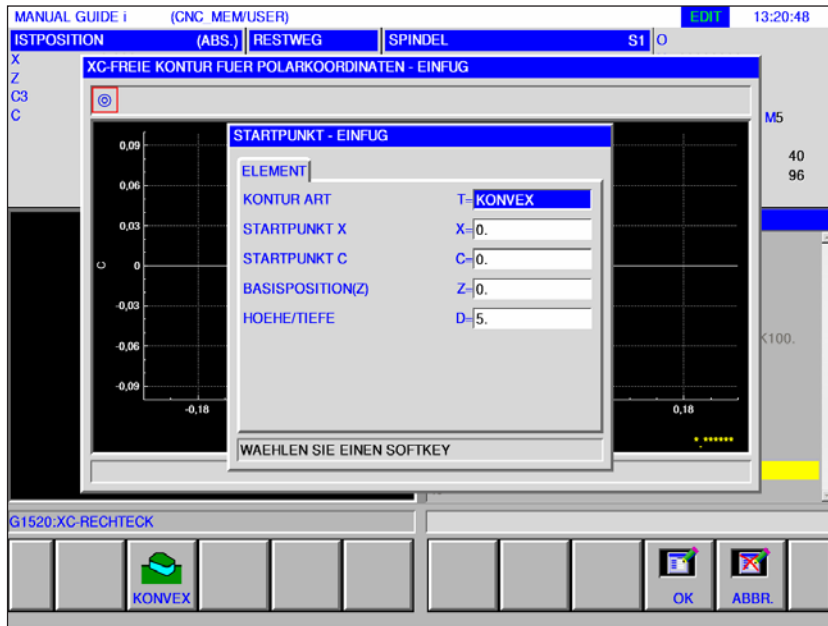 MANUAL GUIDE i (CNC_MEM/USER) EDIT 13:20:48
ISTPOSITION (ABS.) RESTWEG SPINDEL S1 O
X
Z
C3
C
M5
40
96
XC-FREIE KONTUR FUER POLARKOORDINATEN - EINFUG
STARTPUNKT - EINFUG
ELEMENT
KONTUR ART T=KONVEX
STARTPUNKT X X=0.
STARTPUNKT C C=0.
BASISPOSITION(Z) Z=0.
HOEHE/TIEFE D=5.
WAEHLEN SIE EINEN SOFTKEY
0,09
0,06
0,03
C 0
-0,03
-0,06
-0,09
-0,18 0,18
*.******
K100.
G1520:XC-RECHTECK
KONVEX OK ABBR.